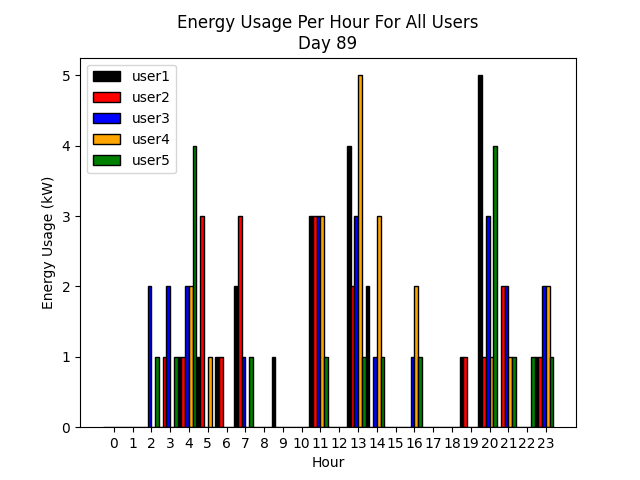 Energy Usage Per Hour For All Users
Day 89
user1
user2
user3
user4
user5
Energy Usage (kW)
5
4
3
2
1
0
0 1 2 3 4 5 6 7 8 9 10 11 12 13 14 15 16 17 18 19 20 21 22 23
Hour